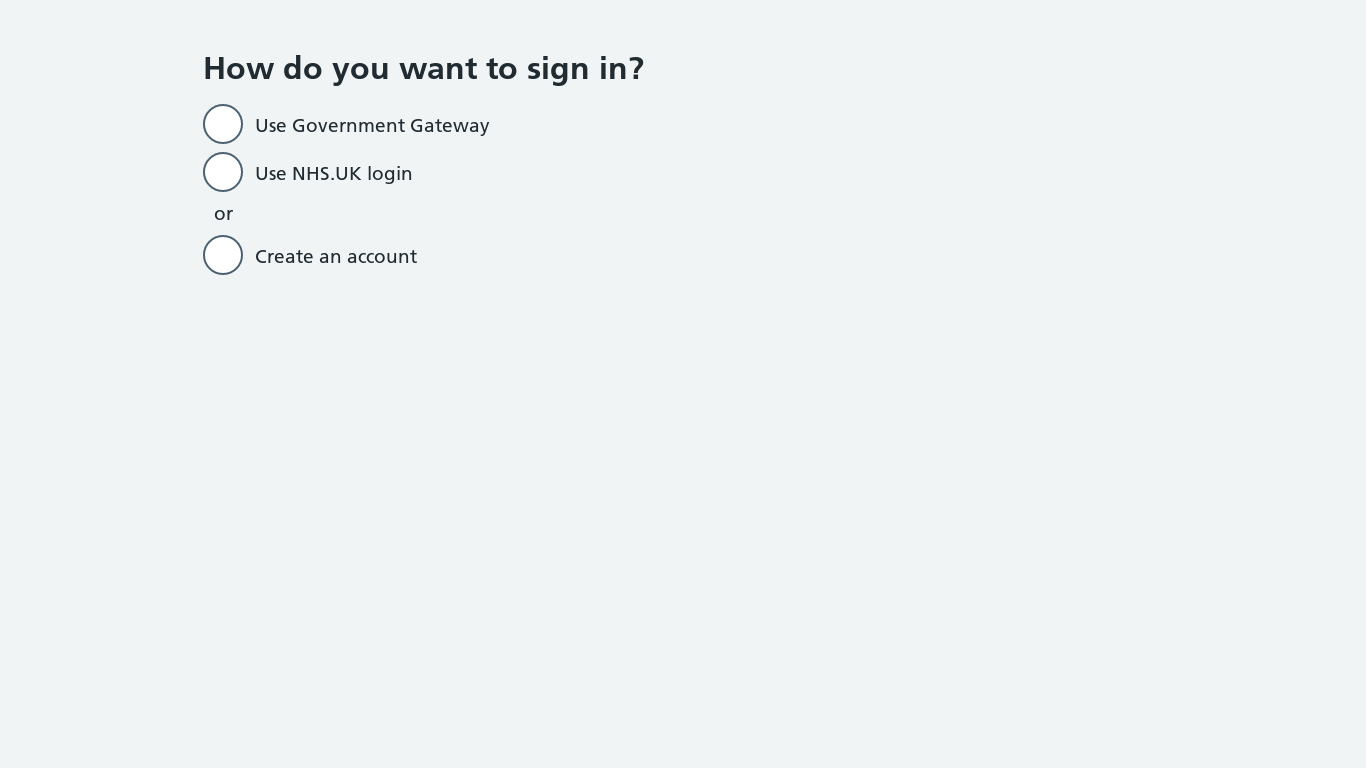 How do you want to sign in?
Use Government Gateway
Use NHS.UK login
or
Create an account